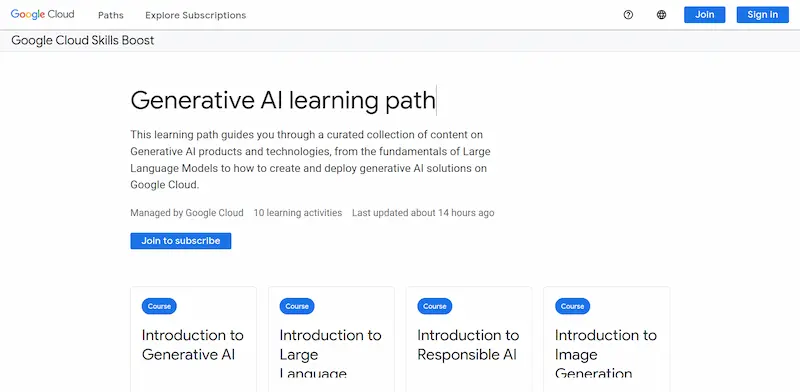 Google Cloud Paths Explore Subscriptions Join Sign in
Google Cloud Skills Boost
Generative AI learning path
This learning path guides you through a curated collection of content on
Generative AI products and technologies, from the fundamentals of Large
Language Models to how to create and deploy generative AI solutions on
Google Cloud.
Managed by Google Cloud 10 learning activities Last updated about 14 hours ago
Join to subscribe
Course
Introduction to
Generative AI
Course
Introduction to
Large
Language
Course
Introduction to
Responsible AI
Course
Introduction to
Image
Generation